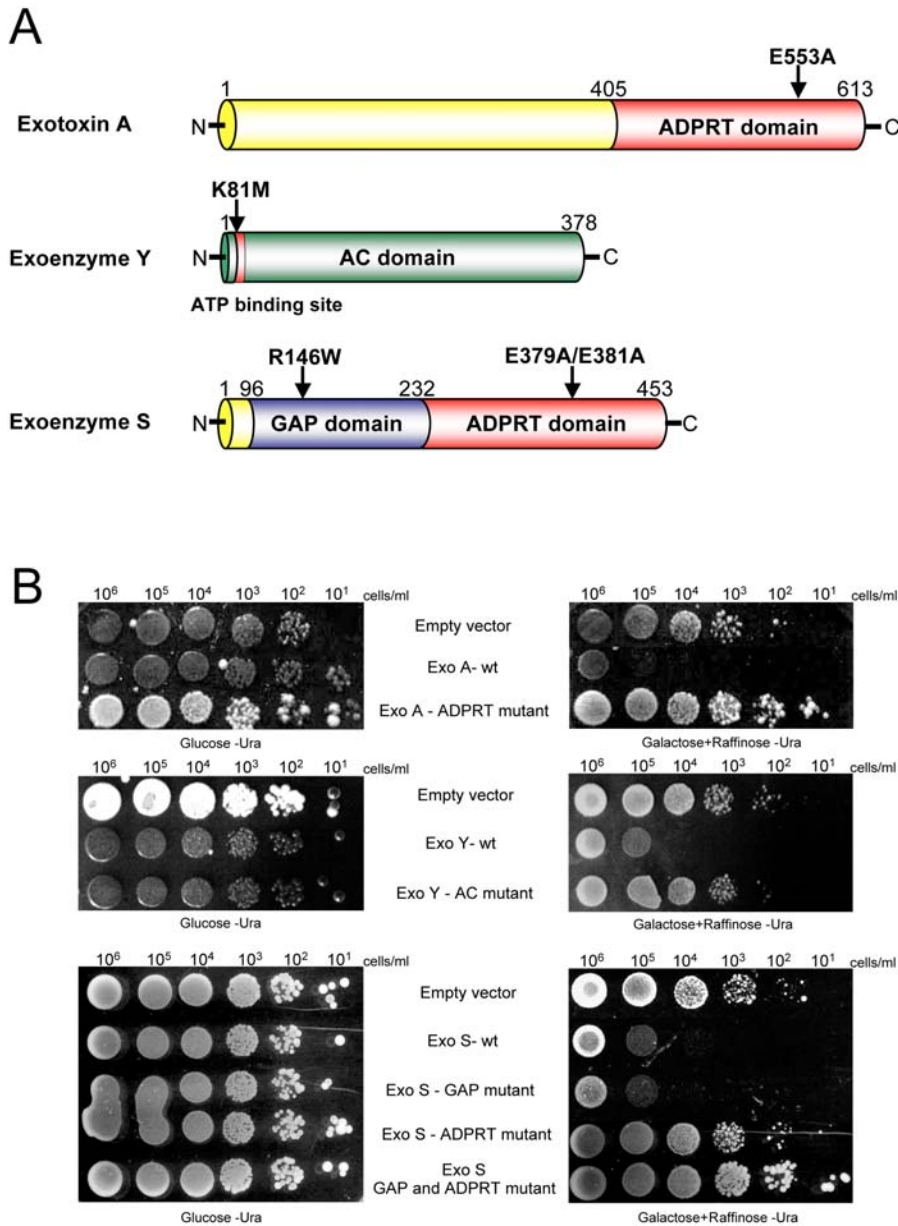 A
E553A
1 405 613
Exotoxin A N ADPRT domain C
K81M
1 378
Exoenzyme Y N AC domain C
ATP binding site
R146W E379A/E381A
1 96 232 453
Exoenzyme S N GAP domain ADPRT domain C
B
10⁶ 10⁵ 10⁴ 10³ 10² 10¹ cells/ml 10⁶ 10⁵ 10⁴ 10³ 10² 10¹ cells/ml
Empty vector
Exo A- wt
Exo A - ADPRT mutant
Glucose -Ura Galactose+Raffinose -Ura
10⁶ 10⁵ 10⁴ 10³ 10² 10¹ cells/ml 10⁶ 10⁵ 10⁴ 10³ 10² 10¹ cells/ml
Empty vector
Exo Y- wt
Exo Y - AC mutant
Glucose -Ura Galactose+Raffinose -Ura
10⁶ 10⁵ 10⁴ 10³ 10² 10¹ cells/ml 10⁶ 10⁵ 10⁴ 10³ 10² 10¹ cells/ml
Empty vector
Exo S- wt
Exo S - GAP mutant
Exo S - ADPRT mutant
Exo S
GAP and ADPRT mutant
Glucose -Ura Galactose+Raffinose -Ura